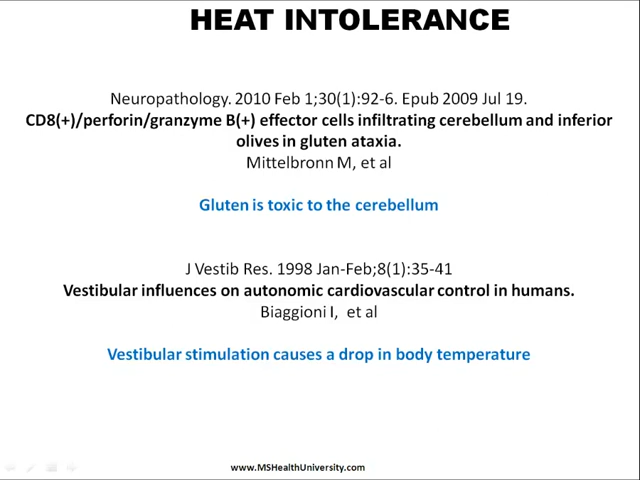 HEAT INTOLERANCE
Neuropathology. 2010 Feb 1;30(1):92-6. Epub 2009 Jul 19.
CD8(+)/perforin/granzyme B(+) effector cells infiltrating cerebellum and inferior
olives in gluten ataxia.
Mittelbronn M, et al
Gluten is toxic to the cerebellum
J Vestib Res. 1998 Jan-Feb;8(1):35-41
Vestibular influences on autonomic cardiovascular control in humans.
Biaggioni I, et al
Vestibular stimulation causes a drop in body temperature
www.MSHealthUniversity.com